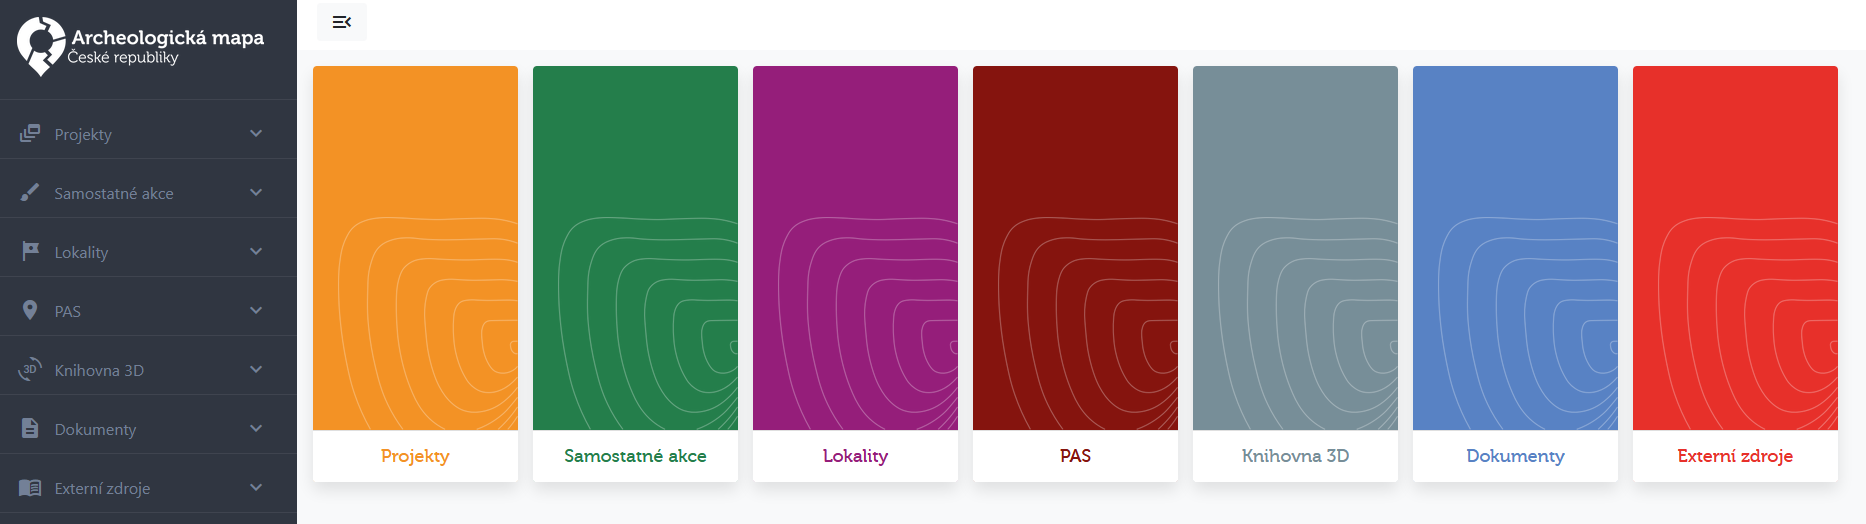 Archeologická mapa
České republiky
Projekty
Samostatné akce
Lokality
PAS
3D
Knihovna 3D
Dokumenty
Externí zdroje
Projekty
Samostatné akce
Lokality
PAS
Knihovna 3D
Dokumenty
Externí zdroje